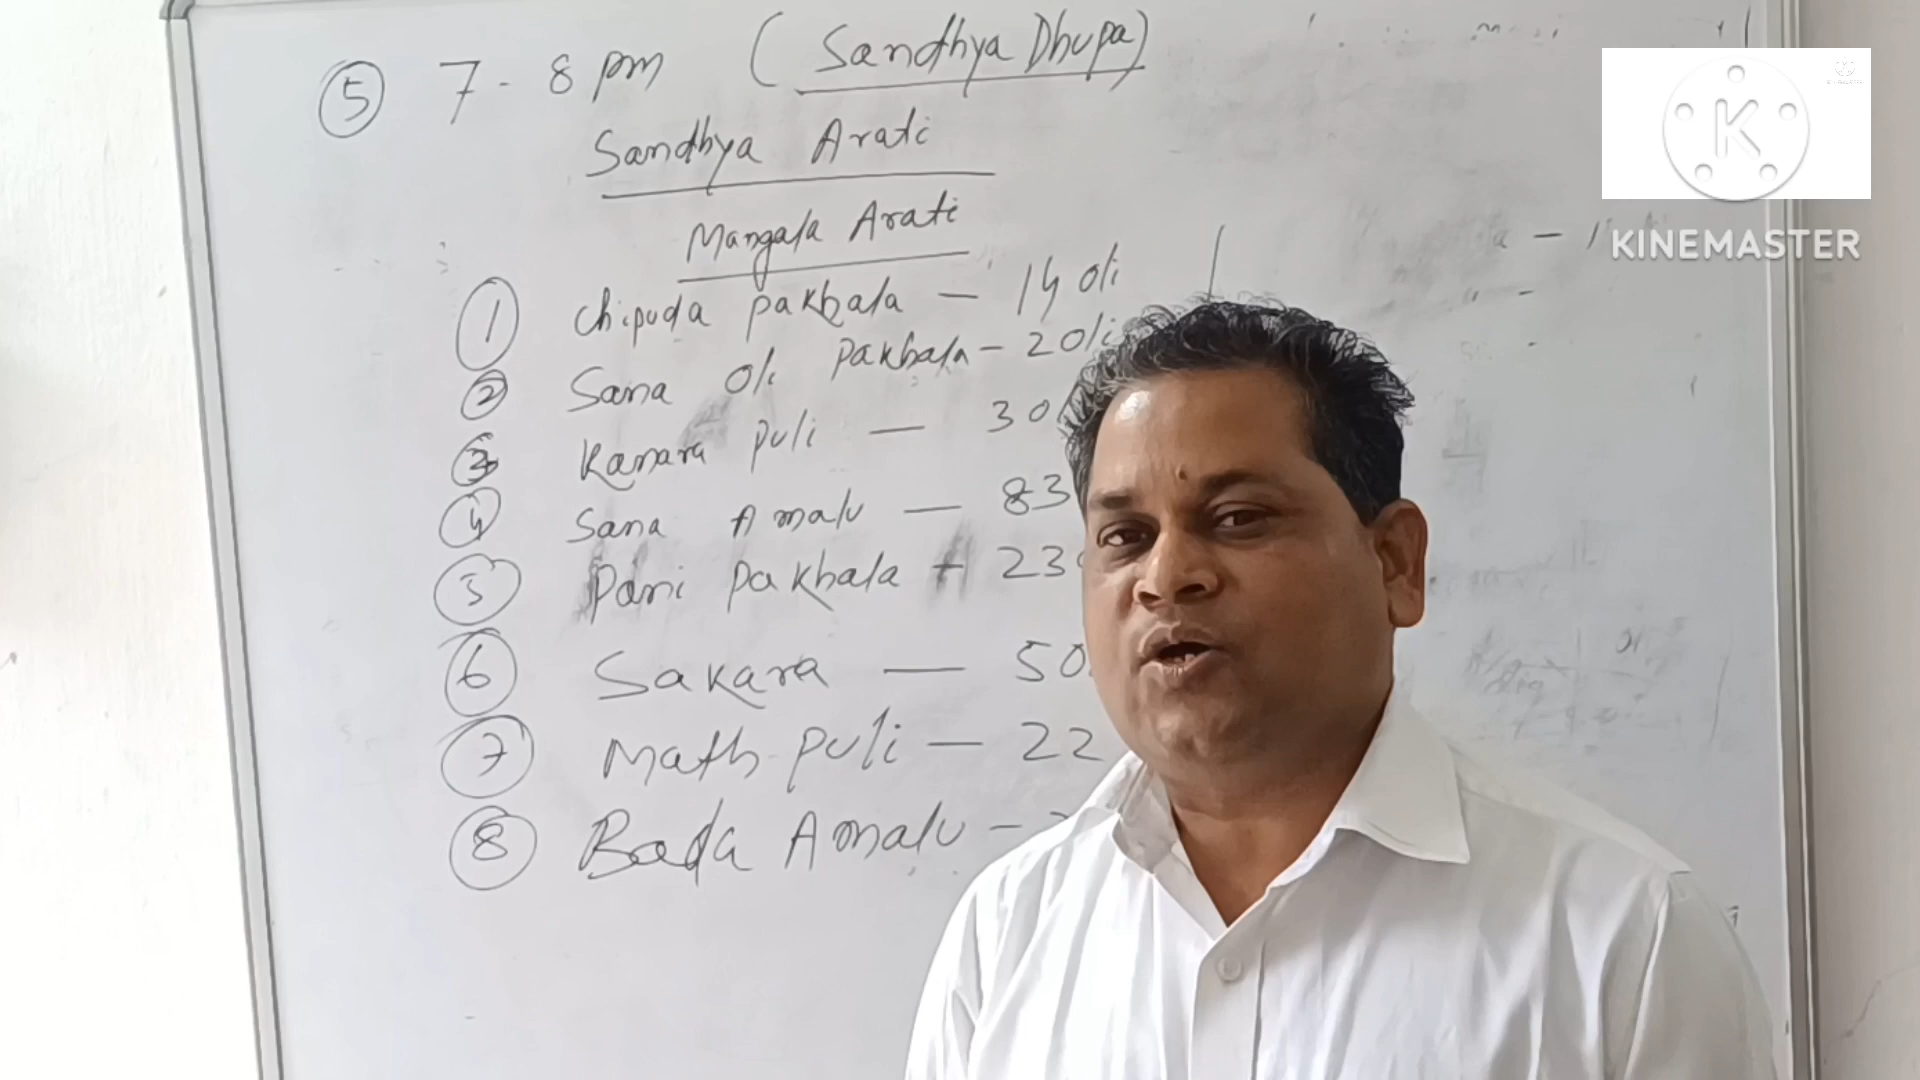 ⑤ 7 - 8 pm (Sandhya Dhupa)
Sandhya Arati
Mangala Arati
① Chipuda pakhala — 14 oli
② Sana Oli pakhala - 2 oli
③ Kanara puli — 30
④ Sana Amalu — 83
⑤ Pani pakhala - 23
⑥ Sakara — 50
⑦ Math puli — 22
⑧ Bada Amalu -
K
KINEMASTER